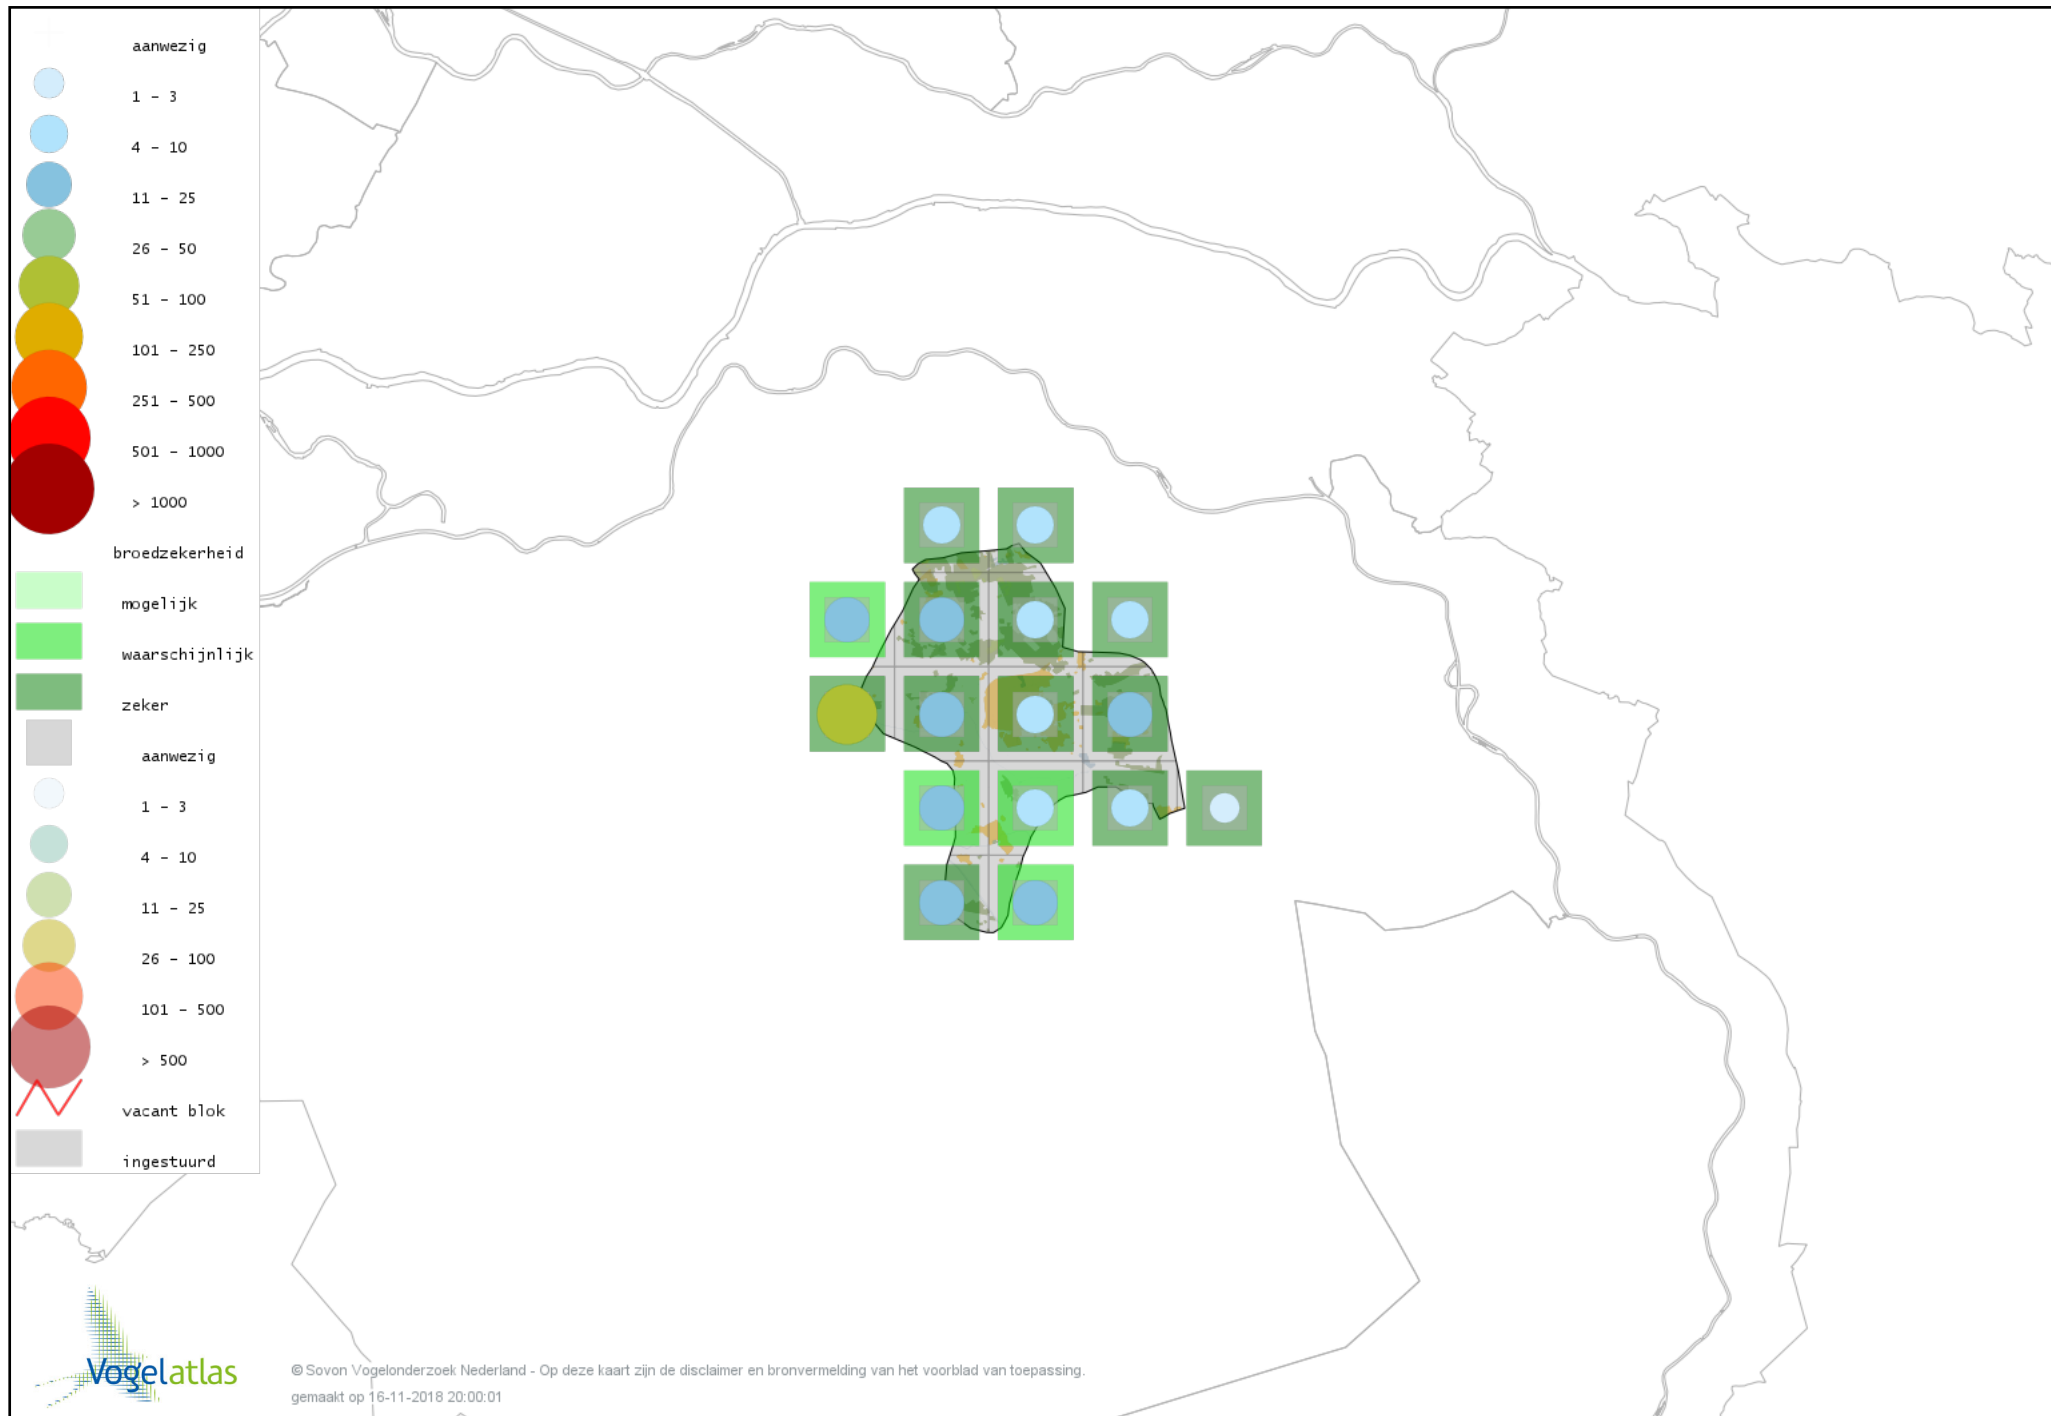 aanwezig
1 - 3
4 - 10
11 - 25
26 - 50
51 - 100
101 - 250
251 - 500
501 - 1000
> 1000
broedzekerheid
mogelijk
waarschijnlijk
zeker
aanwezig
1 - 3
4 - 10
11 - 25
26 - 100
101 - 500
> 500
vacant blok
ingestuurd
Vogelatlas
© Sovon Vogelonderzoek Nederland - Op deze kaart zijn de disclaimer en bronvermelding van het voorblad van toepassing.
gemaakt op 16-11-2018 20:00:01